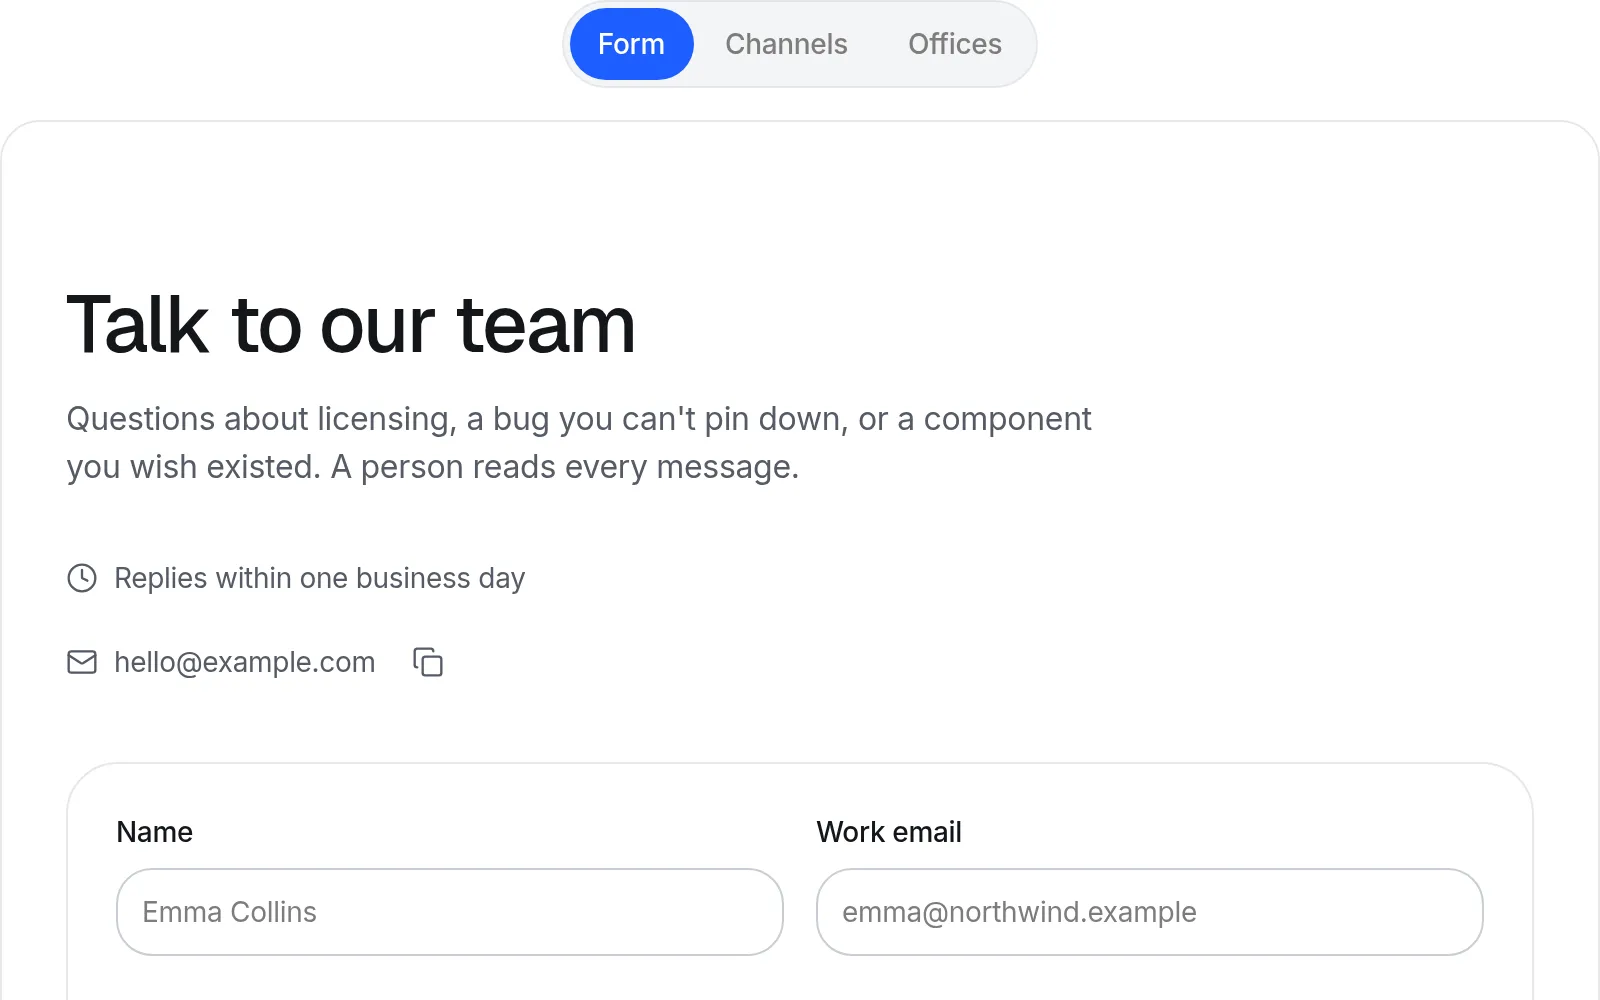 Form
Channels
Offices
Talk to our team
Questions about licensing, a bug you can't pin down, or a component
you wish existed. A person reads every message.
Replies within one business day
hello@example.com
Name
Work email
Emma Collins
emma@northwind.example